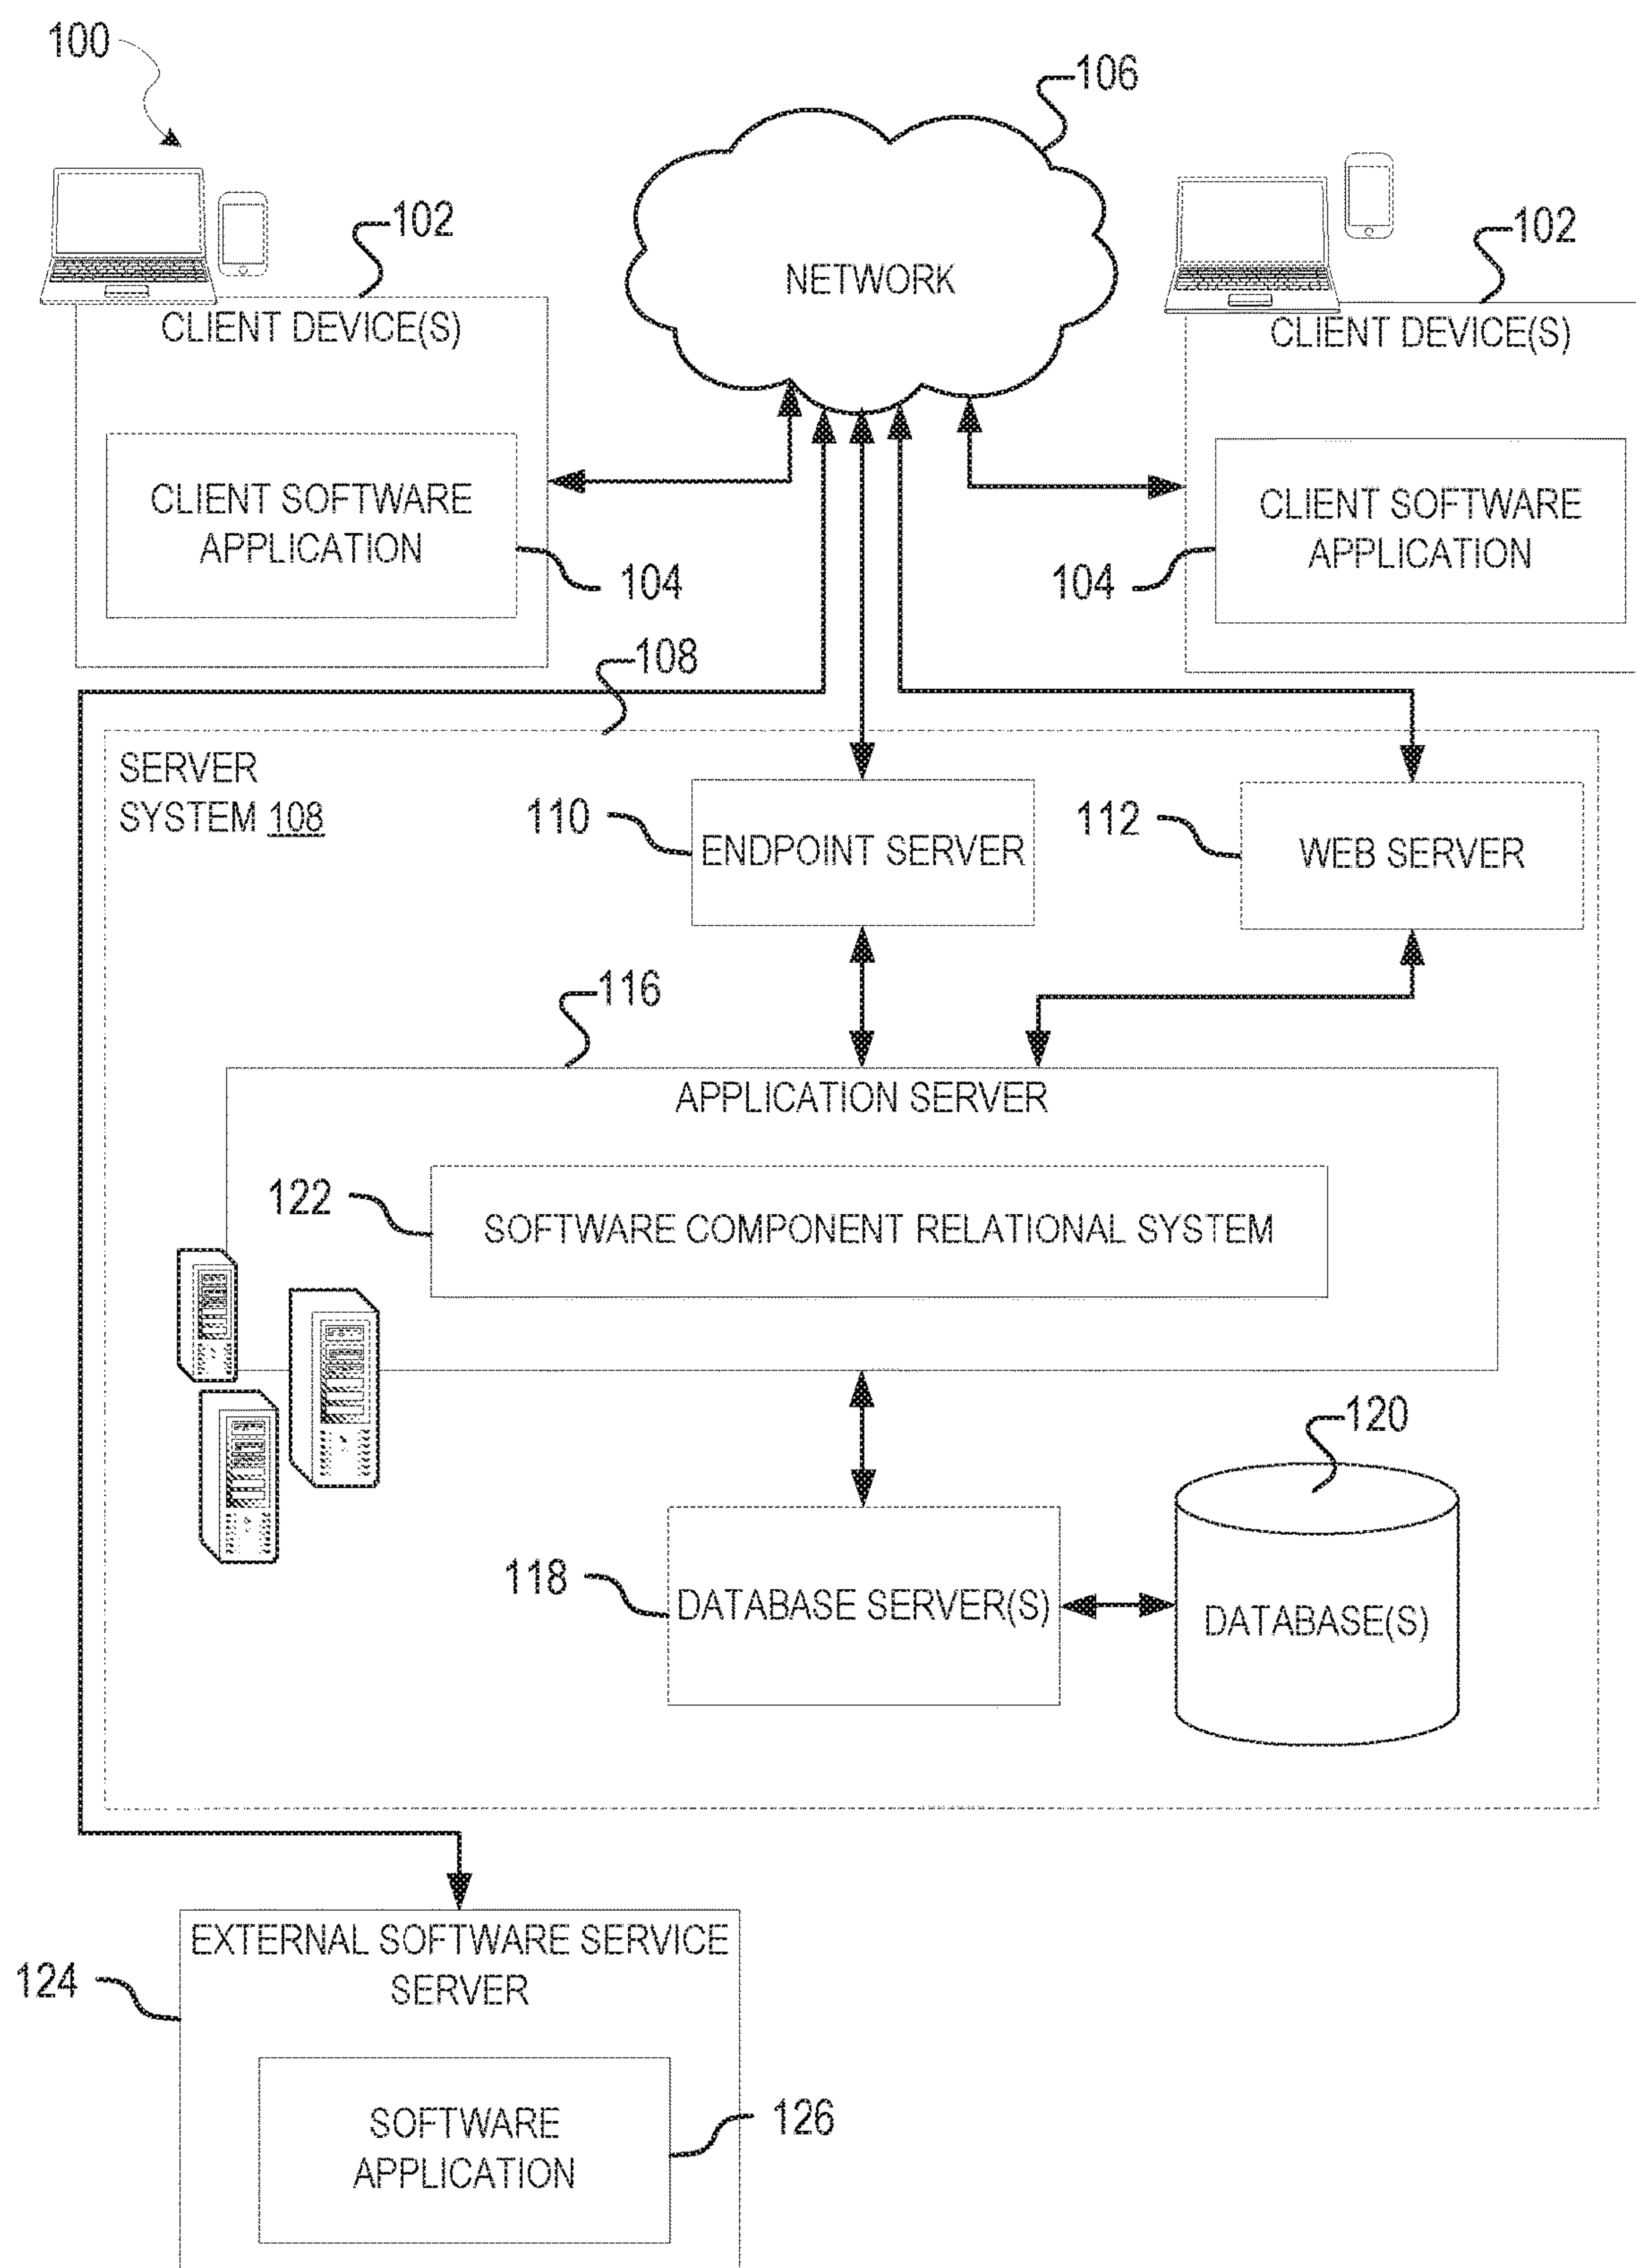 100
106
102
102
NETWORK
CLIENT DEVICE(S)
CLIENT DEVICE(S)
CLIENT SOFTWARE
APPLICATION
104
CLIENT SOFTWARE
APPLICATION
104
108
SERVER
SYSTEM 108
110
ENDPOINT SERVER
112
WEB SERVER
116
APPLICATION SERVER
122
SOFTWARE COMPONENT RELATIONAL SYSTEM
120
118
DATABASE SERVER(S)
DATABASE(S)
EXTERNAL SOFTWARE SERVICE
SERVER
124
SOFTWARE
APPLICATION
126